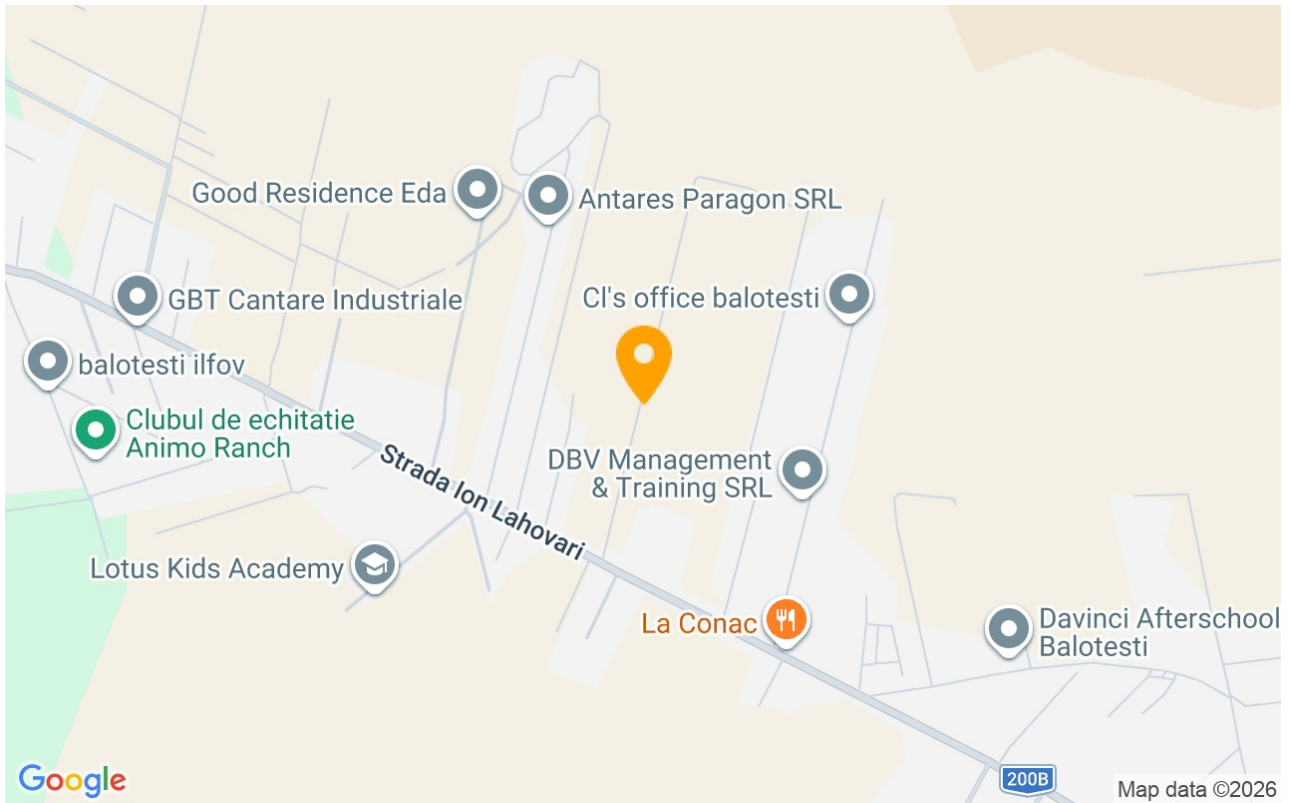 Good Residence Eda
Antares Paragon SRL
GBT Cantare Industriale
Cl's office balotesti
balotesti ilfov
Clubul de echitatie
Animo Ranch
Strada Ion Lahovari
DBV Management
& Training SRL
Lotus Kids Academy
La Conac
Davinci Afterschool
Balotesti
200B
Google
Map data ©2026